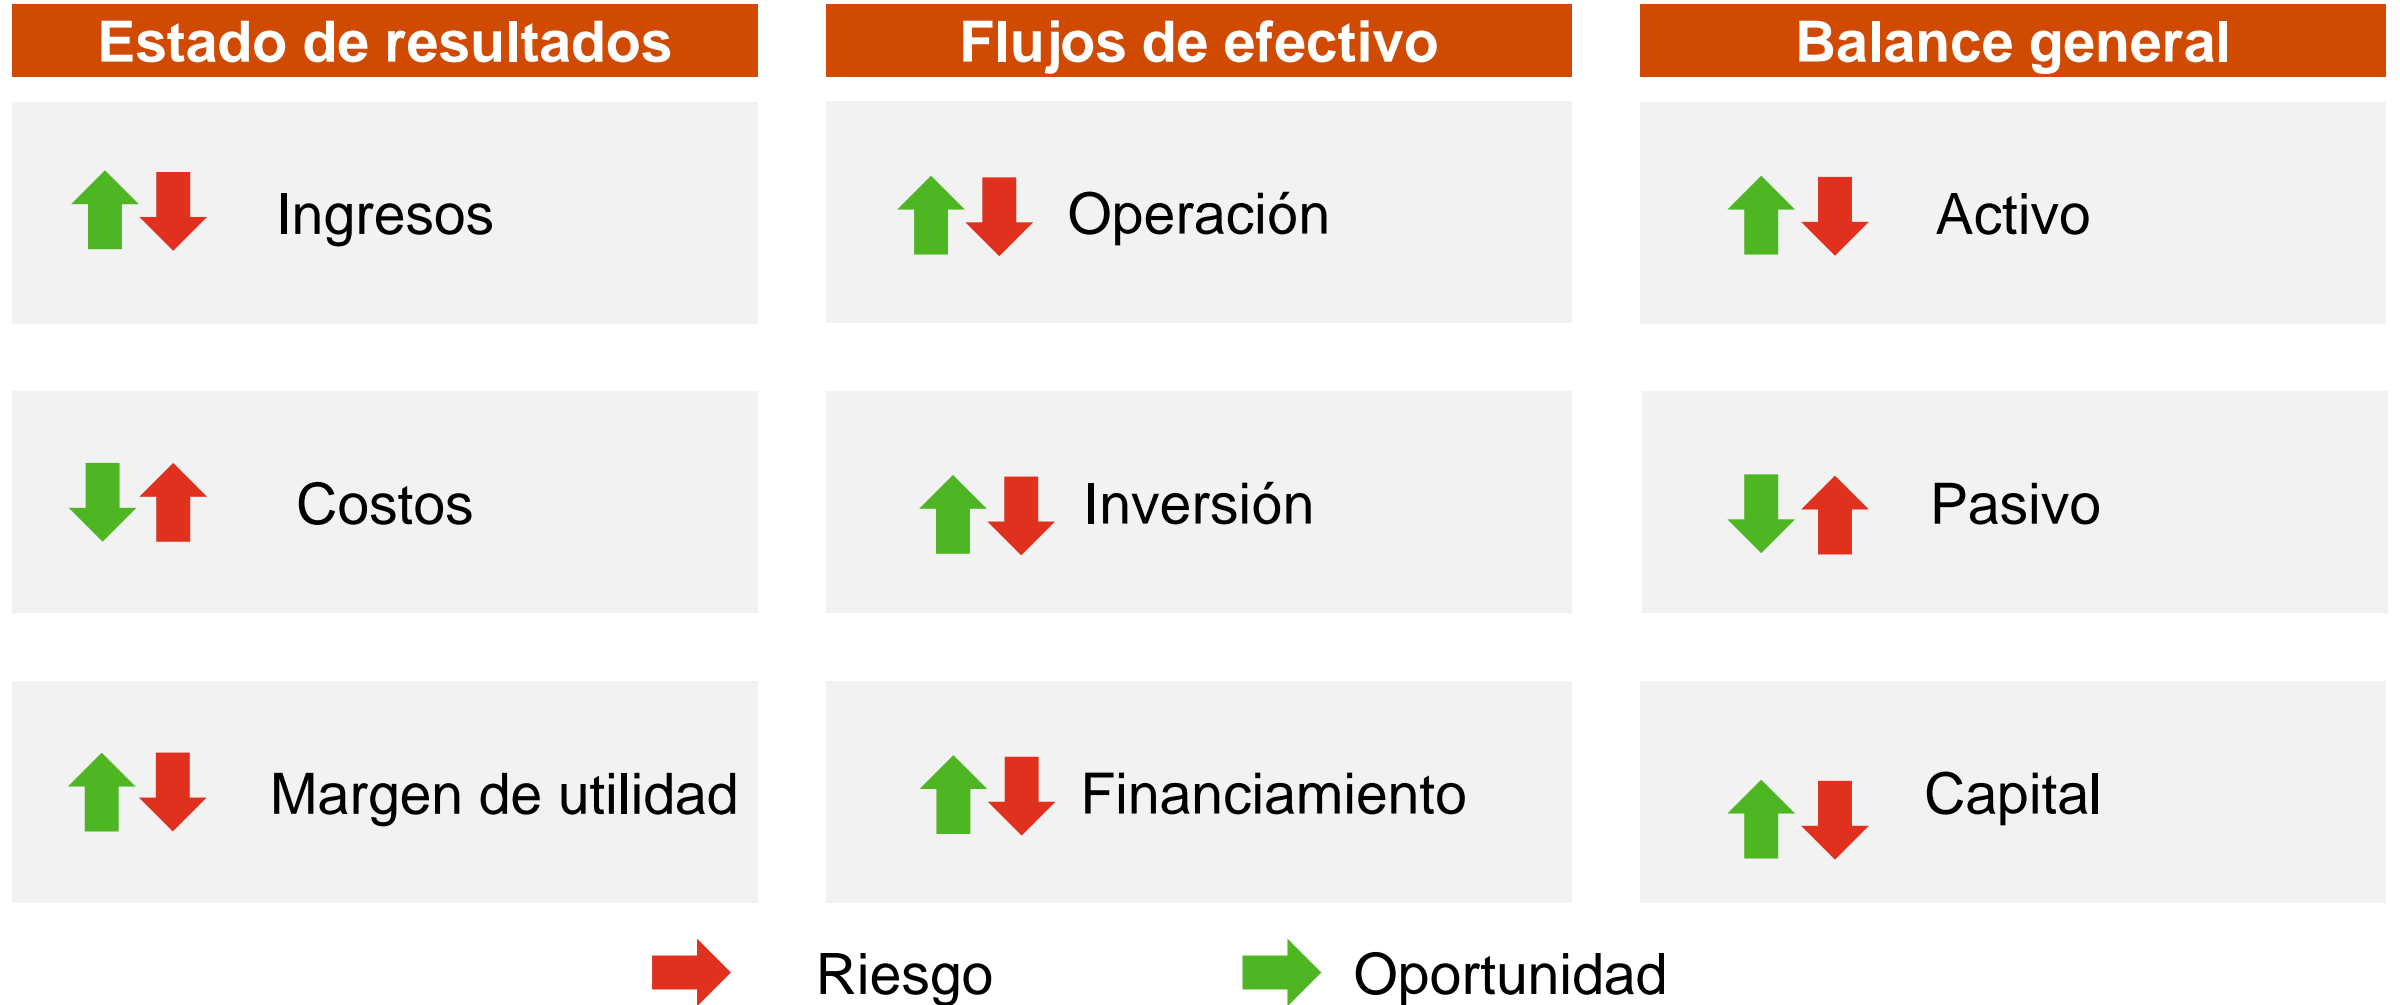 Estado de resultados
Flujos de efectivo
Balance general
Ingresos
Operación
Activo
Costos
Inversión
Pasivo
Margen de utilidad
Financiamiento
Capital
Riesgo
Oportunidad